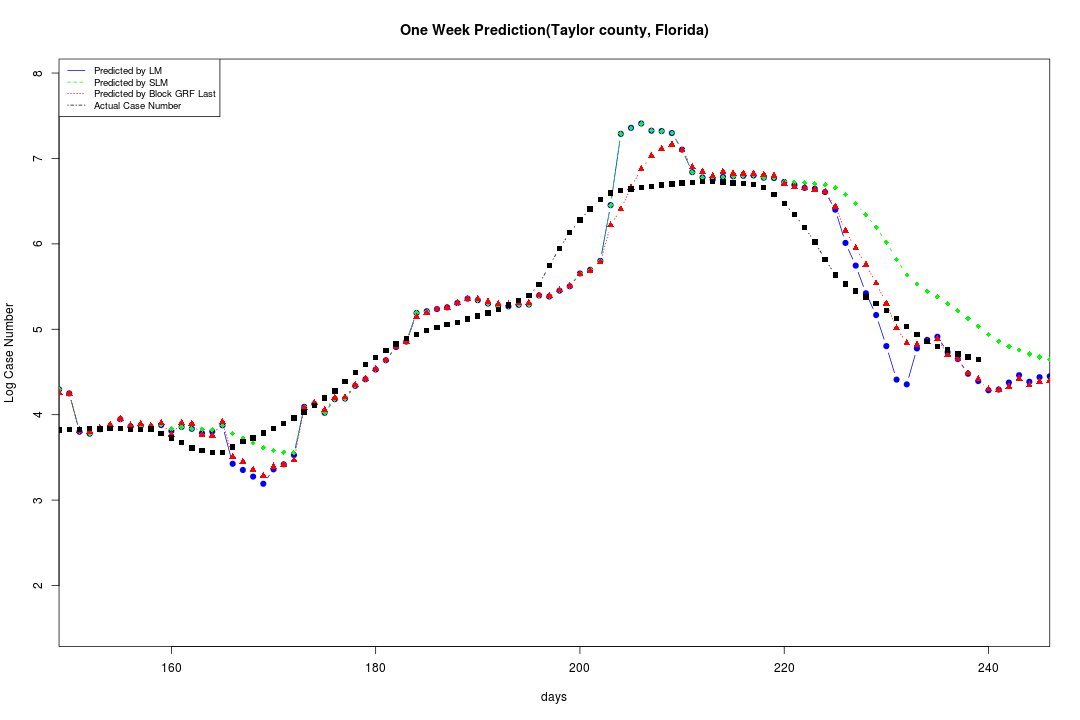 One Week Prediction(Taylor county, Florida)
Predicted by LM
Predicted by SLM
Predicted by Block GRF Last
Actual Case Number
8
7
6
5
4
3
2
Log Case Number
160 180 200 220 240
days